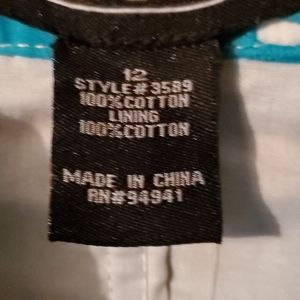 12
STYLE# 3589
100%COTTON
LINING
100%COTTON
MADE IN CHINA
RN#94941